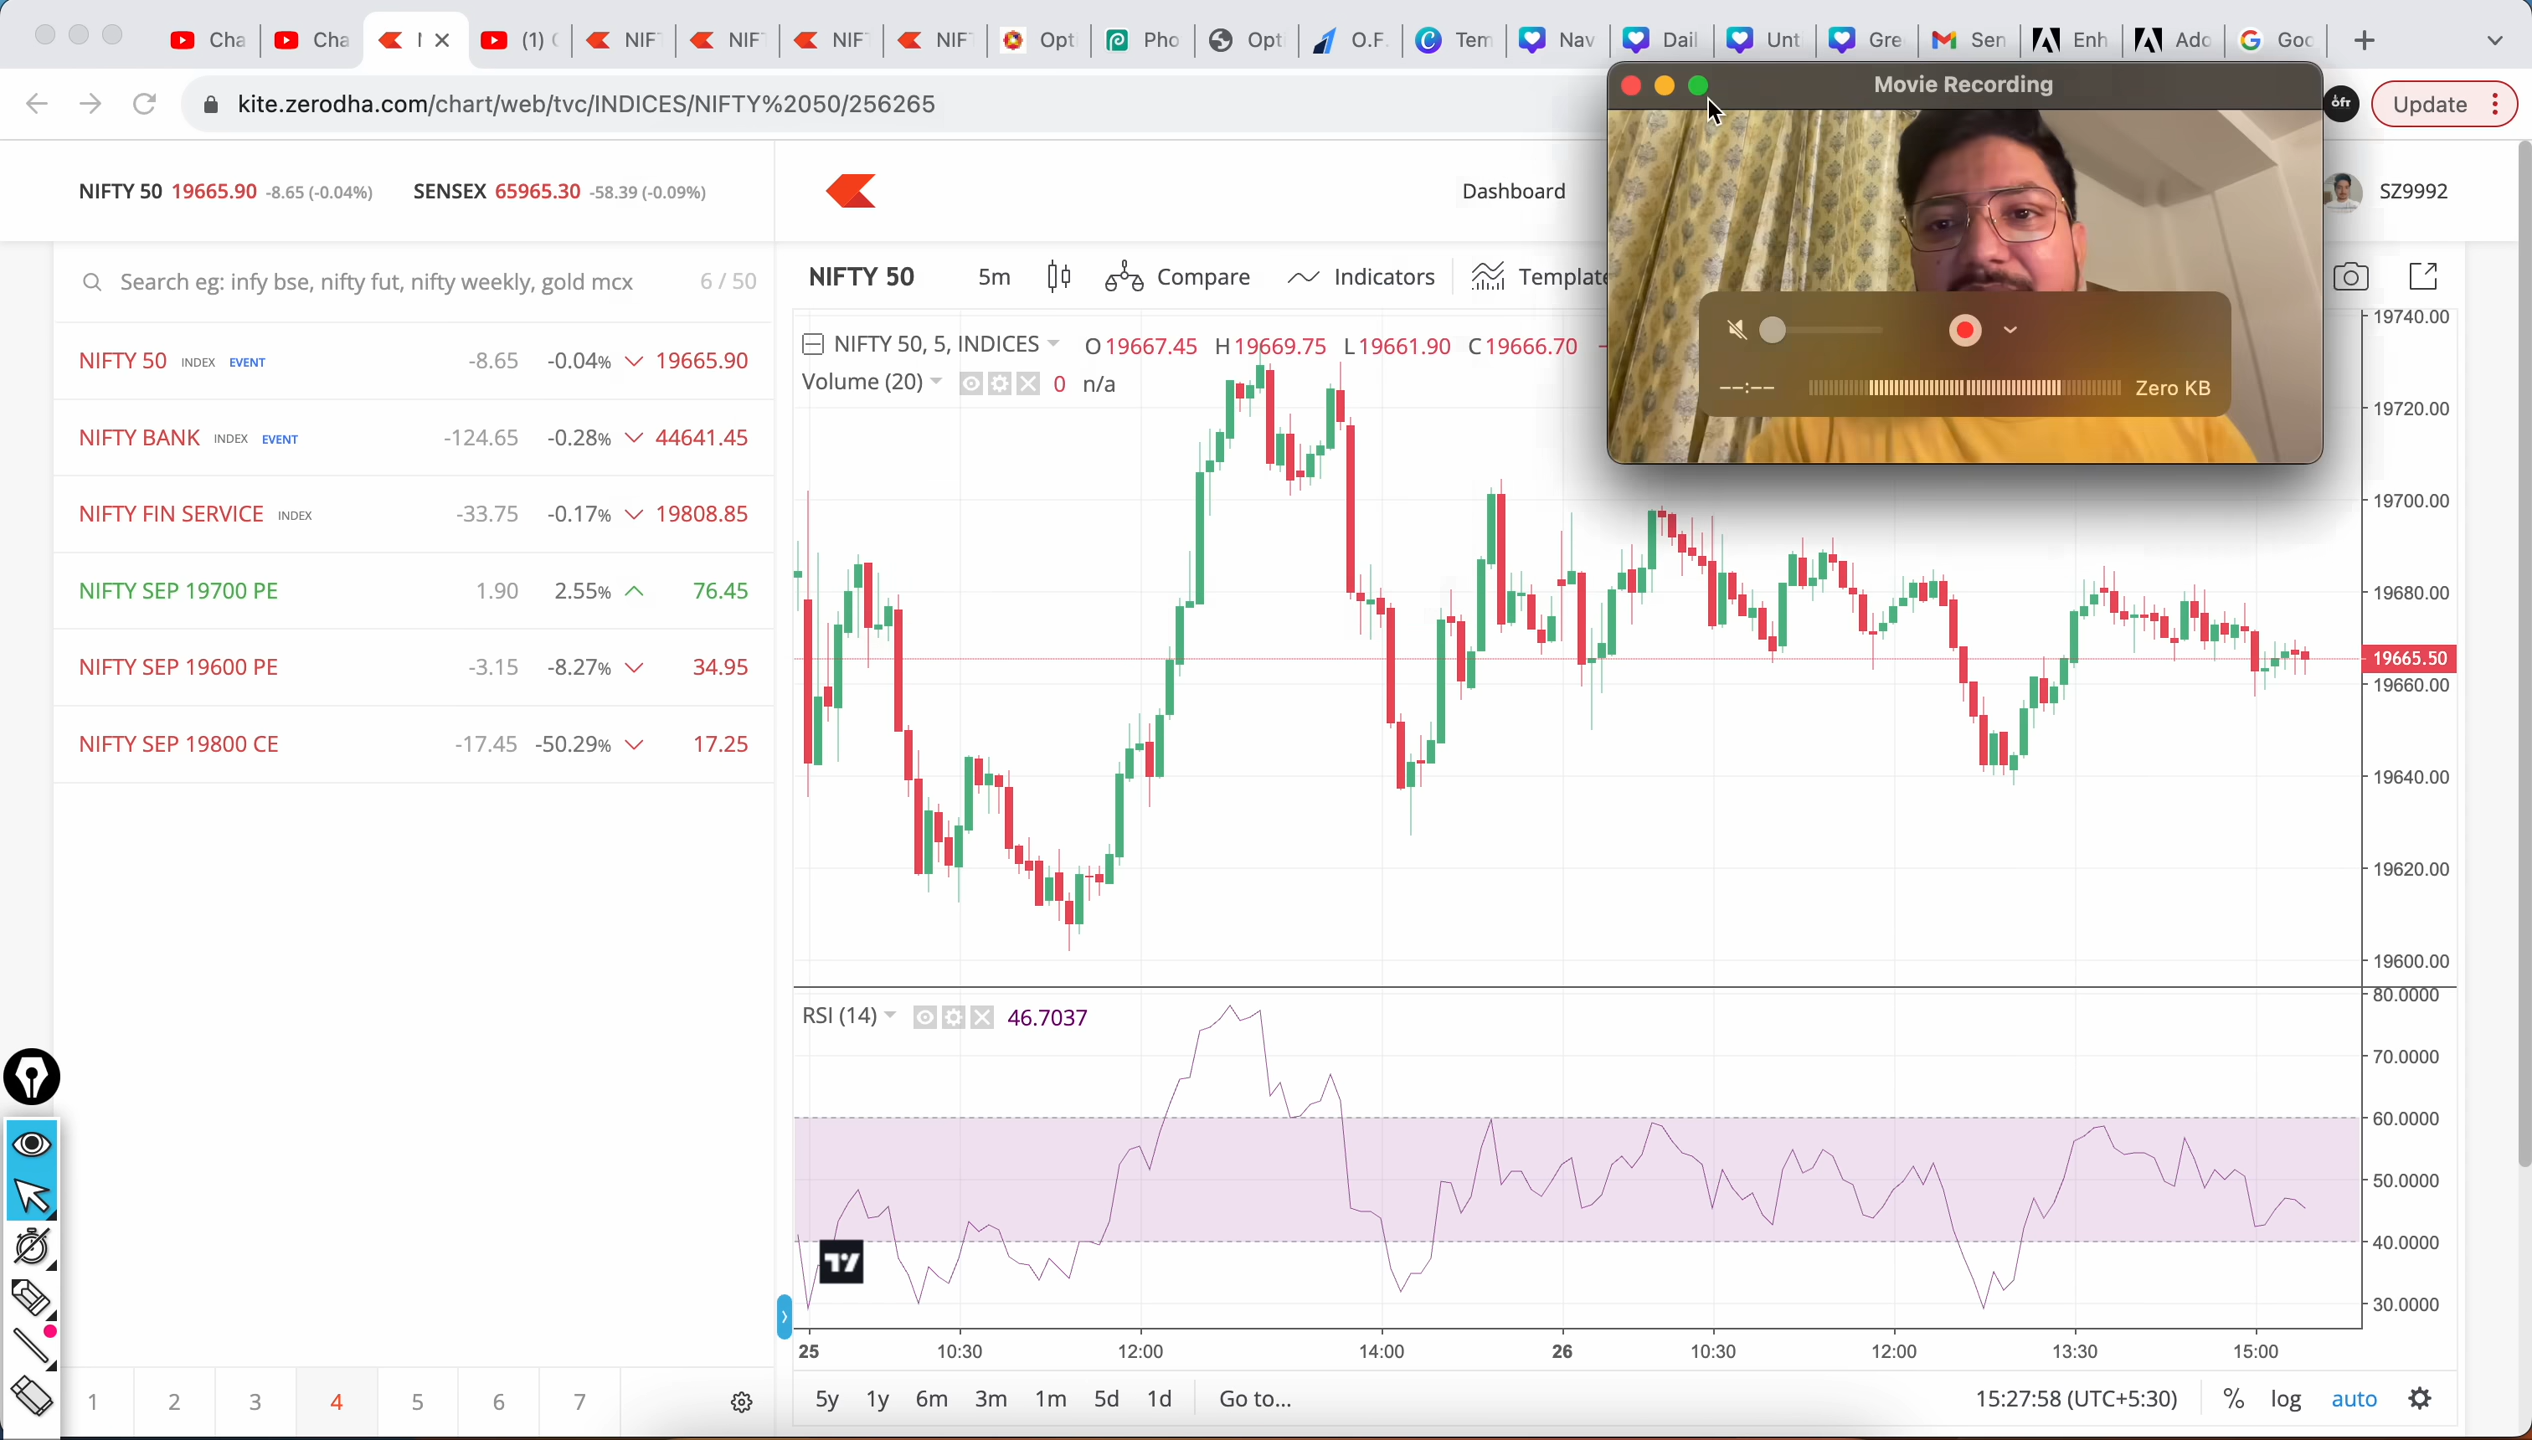 Cha
Cha
(1)
NIF
NIF
NIF
NIF
Opt
Pho
Opti
O.F.
Tem
Nav
Dail
Unt
Gre
Sen
Enh
Ado
Goo
kite.zerodha.com/chart/web/tvc/INDICES/NIFTY%2050/256265
Movie Recording
Update
NIFTY 50 19665.90 -8.65 (-0.04%) SENSEX 65965.30 -58.39 (-0.09%)
Dashboard
SZ9992
Search eg: infy bse, nifty fut, nifty weekly, gold mcx 6 / 50
NIFTY 50 INDEX EVENT -8.65 -0.04% 19665.90
NIFTY BANK INDEX EVENT -124.65 -0.28% 44641.45
NIFTY FIN SERVICE INDEX -33.75 -0.17% 19808.85
NIFTY SEP 19700 PE 1.90 2.55% 76.45
NIFTY SEP 19600 PE -3.15 -8.27% 34.95
NIFTY SEP 19800 CE -17.45 -50.29% 17.25
NIFTY 50 5m Compare Indicators Template
NIFTY 50, 5, INDICES O 19667.45 H 19669.75 L 19661.90 C 19666.70
Volume (20) 0 n/a
--:-- Zero KB
19740.00
19720.00
19700.00
19680.00
19665.50
19660.00
19640.00
19620.00
19600.00
RSI (14) 46.7037
80.0000
70.0000
60.0000
50.0000
40.0000
30.0000
25 10:30 12:00 14:00 26 10:30 12:00 13:30 15:00
1 2 3 4 5 6 7
5y 1y 6m 3m 1m 5d 1d Go to... 15:27:58 (UTC+5:30) % log auto